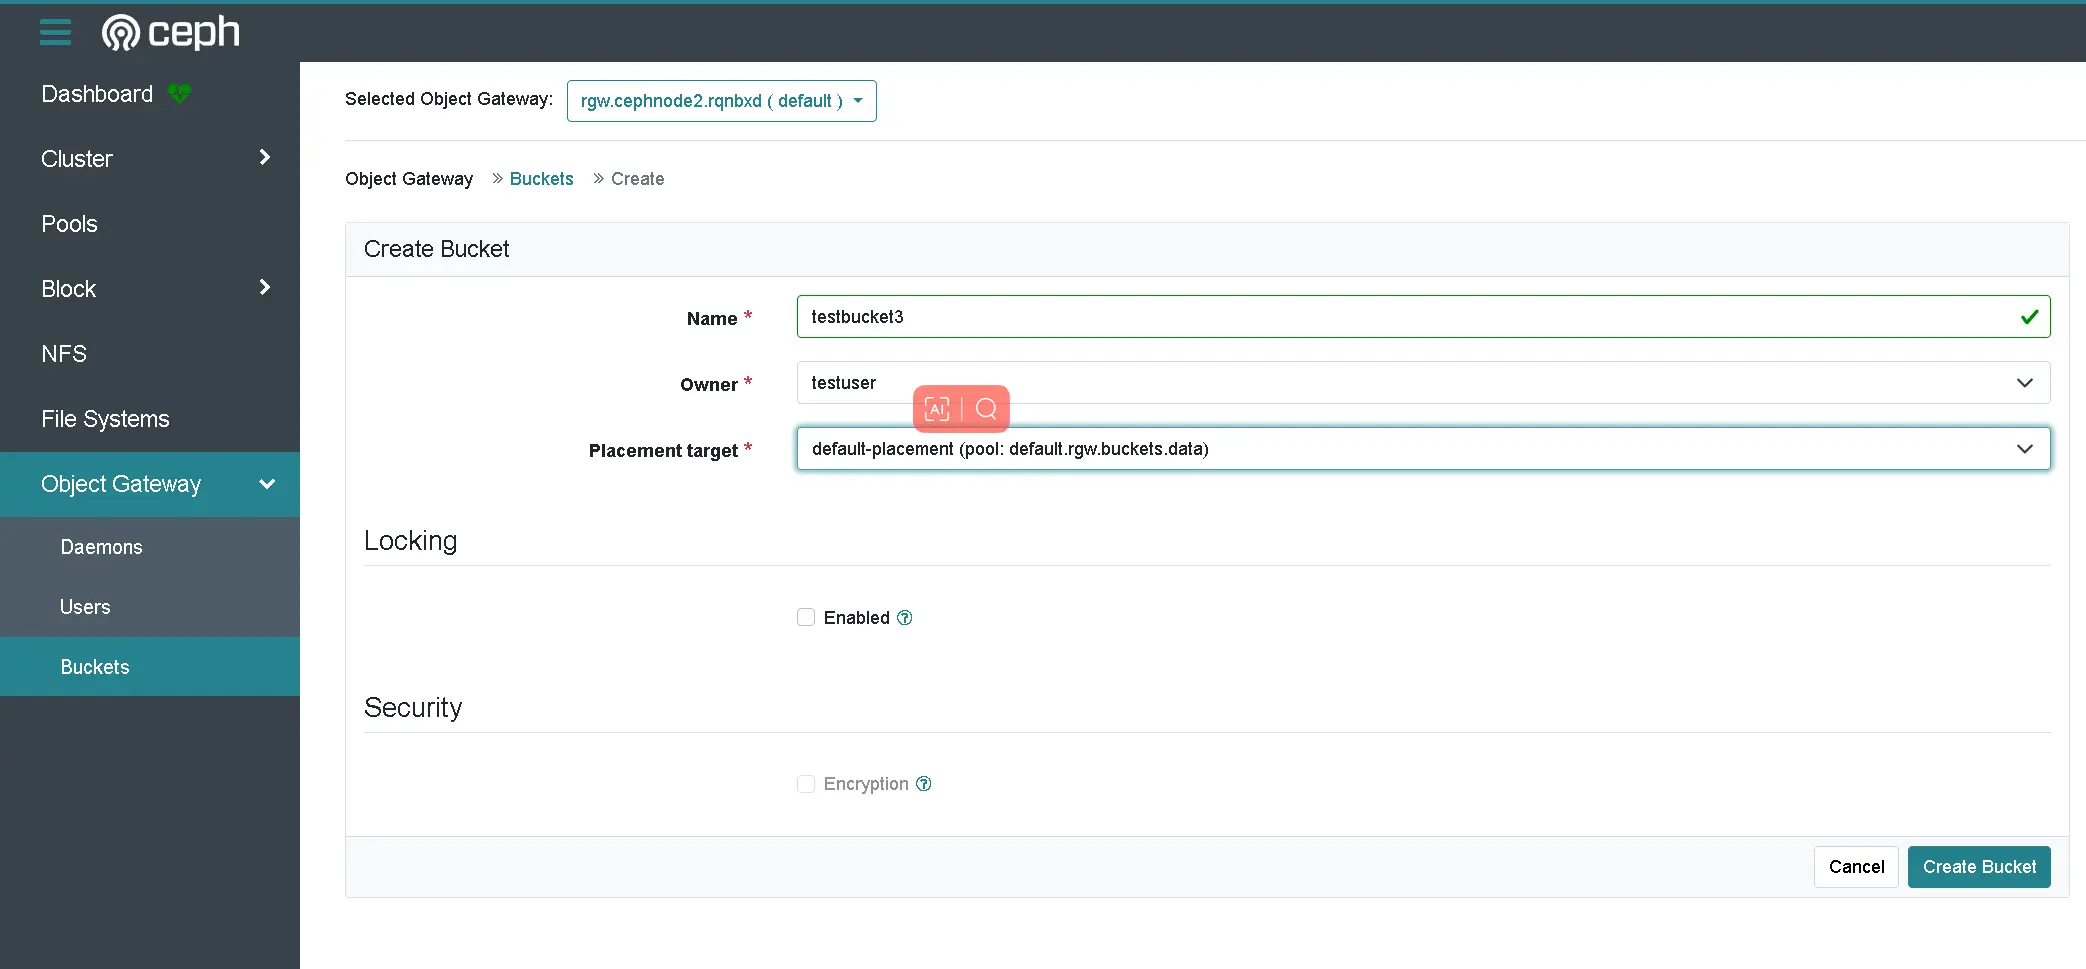 ceph
Dashboard
Cluster
Pools
Block
NFS
File Systems
Object Gateway
Daemons
Users
Buckets
Selected Object Gateway: rgw.cephnode2.rqnbxd ( default )
Object Gateway » Buckets » Create
Create Bucket
Name * testbucket3
Owner * testuser
AI
Placement target * default-placement (pool: default.rgw.buckets.data)
Locking
Enabled ?
Security
Encryption ?
Cancel Create Bucket